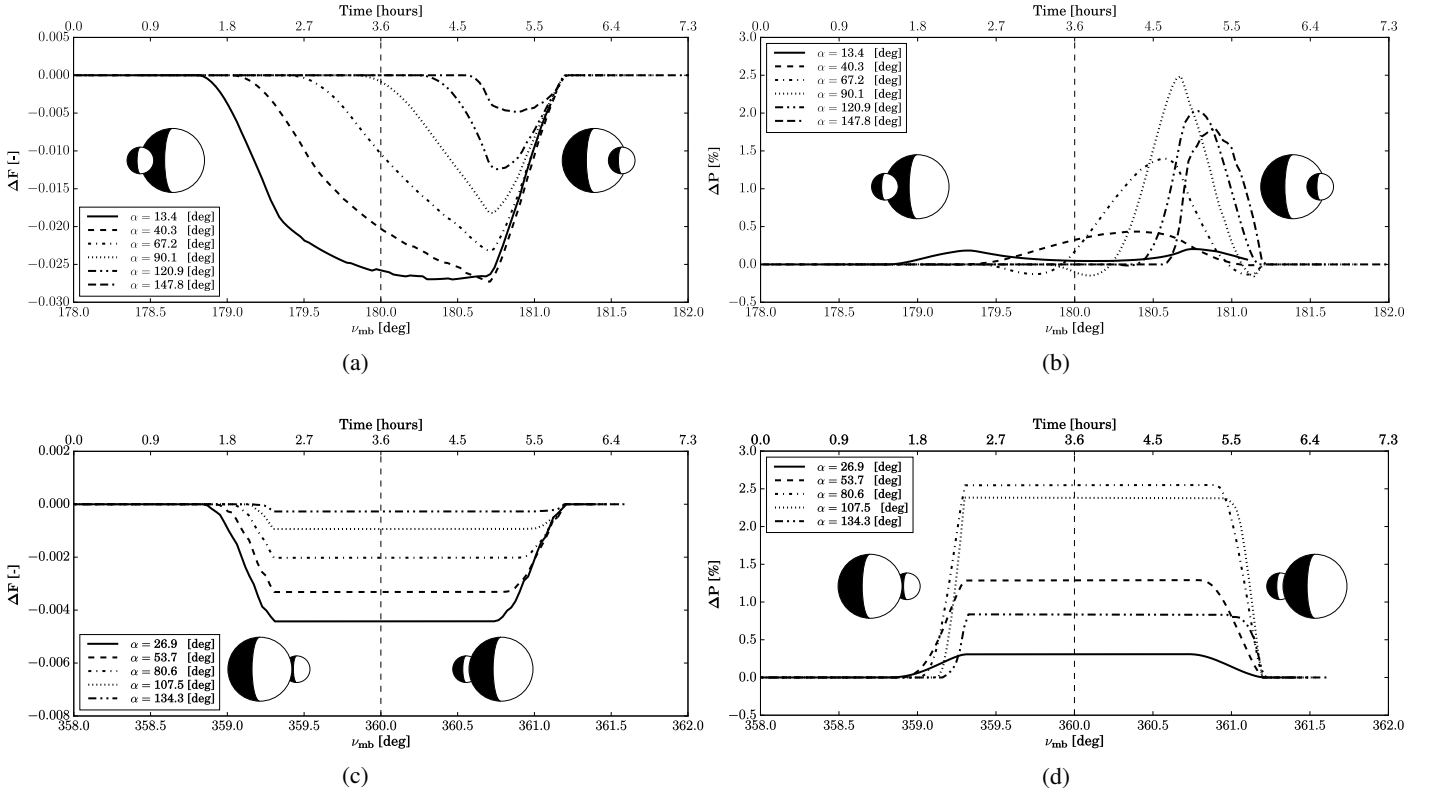 Time [hours]
0.0 0.9 1.8 2.7 3.6 4.5 5.5 6.4 7.3
0.005
0.000
−0.005
−0.010
−0.015
−0.020
−0.025
−0.030
ΔF [-]
α = 13.4 [deg]
α = 40.3 [deg]
α = 67.2 [deg]
α = 90.1 [deg]
α = 120.9 [deg]
α = 147.8 [deg]
178.0 178.5 179.0 179.5 180.0 180.5 181.0 181.5 182.0
ν_mb [deg]
(a)
Time [hours]
0.0 0.9 1.8 2.7 3.6 4.5 5.5 6.4 7.3
3.0
2.5
2.0
1.5
1.0
0.5
0.0
−0.5
ΔP [%]
α = 13.4 [deg]
α = 40.3 [deg]
α = 67.2 [deg]
α = 90.1 [deg]
α = 120.9 [deg]
α = 147.8 [deg]
178.0 178.5 179.0 179.5 180.0 180.5 181.0 181.5 182.0
ν_mb [deg]
(b)
Time [hours]
0.0 0.9 1.8 2.7 3.6 4.5 5.5 6.4 7.3
0.002
0.000
−0.002
−0.004
−0.006
−0.008
ΔF [-]
α = 26.9 [deg]
α = 53.7 [deg]
α = 80.6 [deg]
α = 107.5 [deg]
α = 134.3 [deg]
358.0 358.5 359.0 359.5 360.0 360.5 361.0 361.5 362.0
ν_mb [deg]
(c)
Time [hours]
0.0 0.9 1.8 2.7 3.6 4.5 5.5 6.4 7.3
3.0
2.5
2.0
1.5
1.0
0.5
0.0
−0.5
ΔP [%]
α = 26.9 [deg]
α = 53.7 [deg]
α = 80.6 [deg]
α = 107.5 [deg]
α = 134.3 [deg]
358.0 358.5 359.0 359.5 360.0 360.5 361.0 361.5 362.0
ν_mb [deg]
(d)